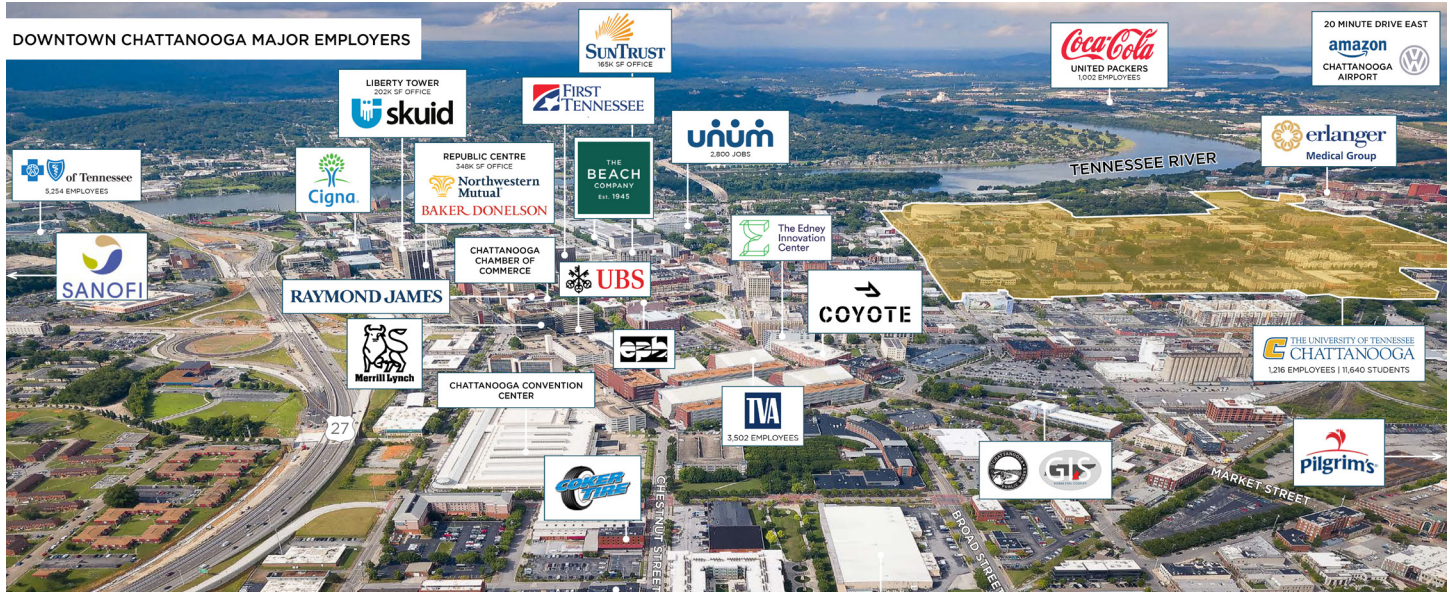 DOWNTOWN CHATTANOOGA MAJOR EMPLOYERS
SUNTRUST
165K SF OFFICE
Coca-Cola
UNITED PACKERS
1,002 EMPLOYEES
20 MINUTE DRIVE EAST
amazon
CHATTANOOGA
AIRPORT
LIBERTY TOWER
202K SF OFFICE
skuid
FIRST
TENNESSEE
unum
2,800 JOBS
erlanger
Medical Group
of Tennessee
5,254 EMPLOYEES
Cigna
REPUBLIC CENTRE
348K SF OFFICE
Northwestern
Mutual
BAKER DONELSON
THE
BEACH
COMPANY
Est. 1945
TENNESSEE RIVER
SANOFI
CHATTANOOGA
CHAMBER OF
COMMERCE
The Edney
Innovation
Center
RAYMOND JAMES
UBS
COYOTE
Merrill Lynch
epb
THE UNIVERSITY OF TENNESSEE
CHATTANOOGA
1,216 EMPLOYEES | 11,640 STUDENTS
CHATTANOOGA CONVENTION
CENTER
TVA
3,502 EMPLOYEES
27
COKER
TIRE
GTS
Pilgrim's
CHESTNUT STREET
BROAD STREET
MARKET STREET